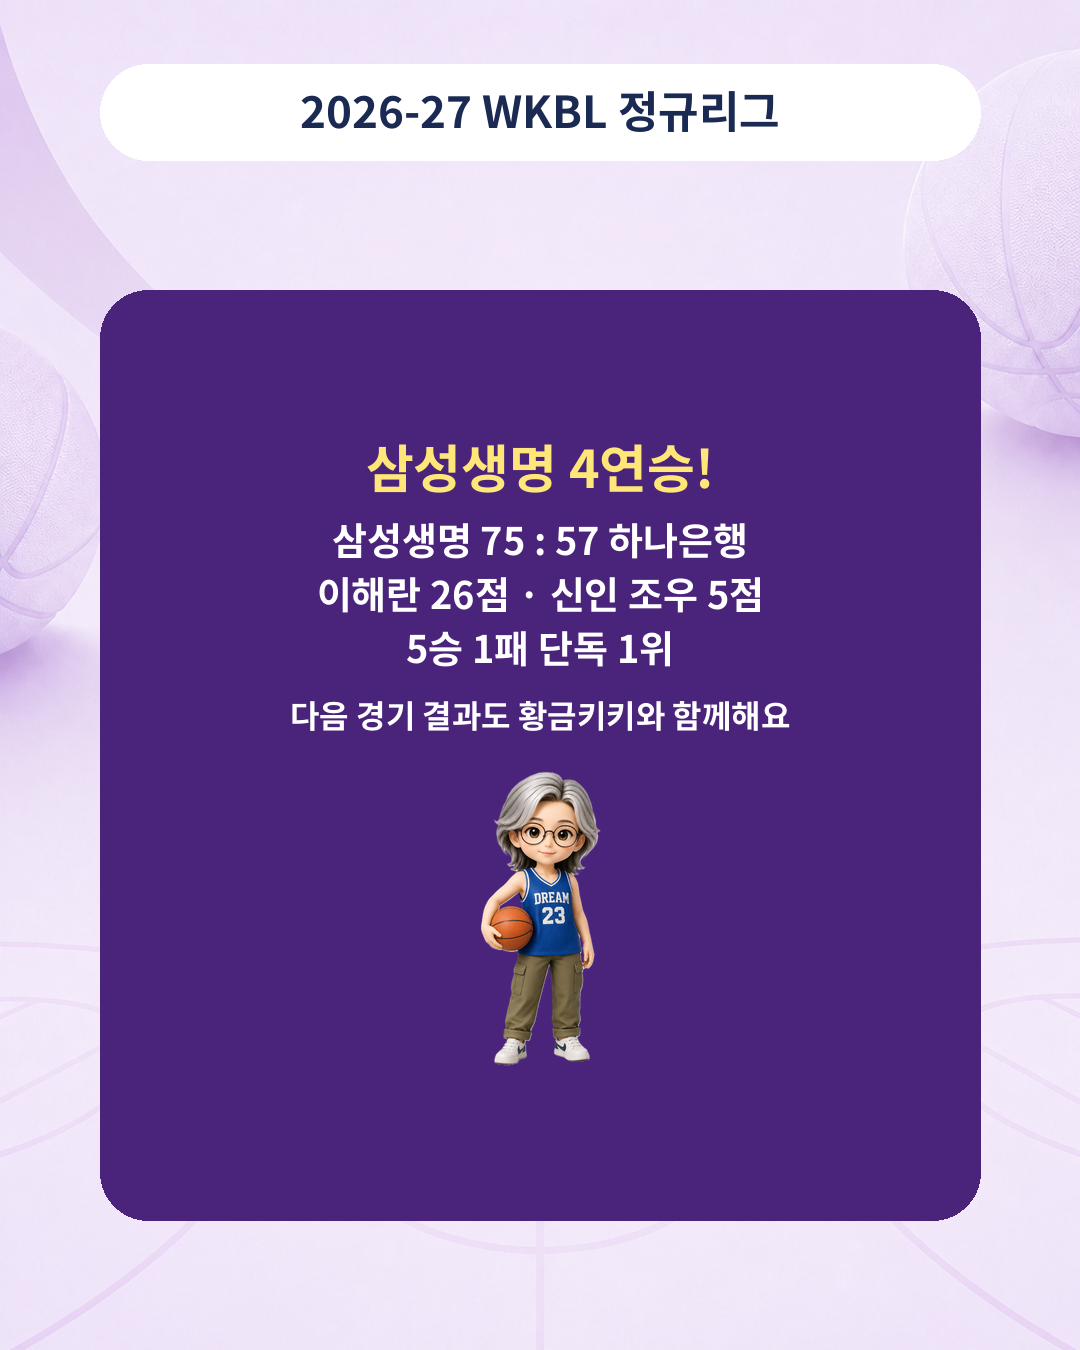 2026-27 WKBL 정규리그
삼성생명 4연승!
삼성생명 75 : 57 하나은행
이해란 26점 · 신인 조우 5점
5승 1패 단독 1위
다음 경기 결과도 황금키키와 함께해요
DREAM
23